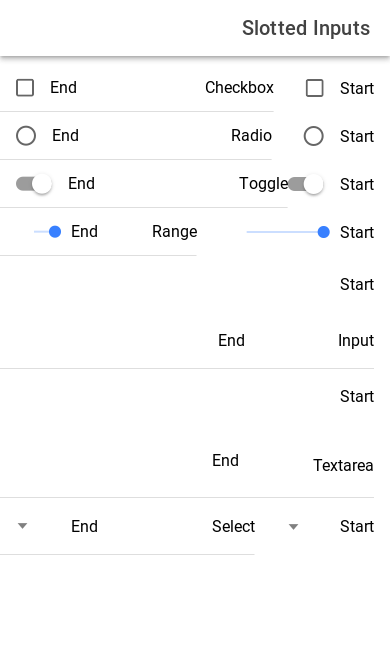 Slotted Inputs
End Checkbox Start
End Radio Start
End Toggle Start
End Range Start
Start
End Input
Start
End Textarea
End Select Start